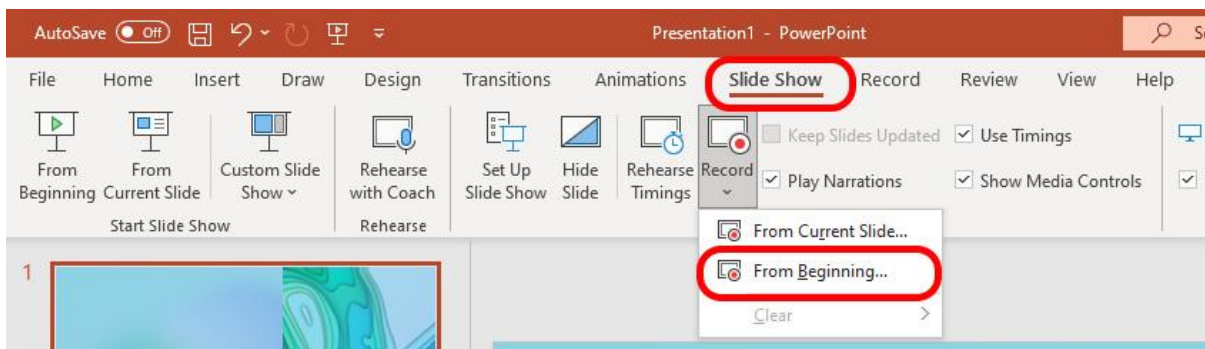 AutoSave Off Presentation1 - PowerPoint
File Home Insert Draw Design Transitions Animations Slide Show Record Review View Help
From Beginning
From Current Slide
Custom Slide Show
Rehearse with Coach
Set Up Slide Show
Hide Slide
Rehearse Timings
Record
Keep Slides Updated
Play Narrations
Use Timings
Show Media Controls
Start Slide Show
Rehearse
From Current Slide...
From Beginning...
Clear
1